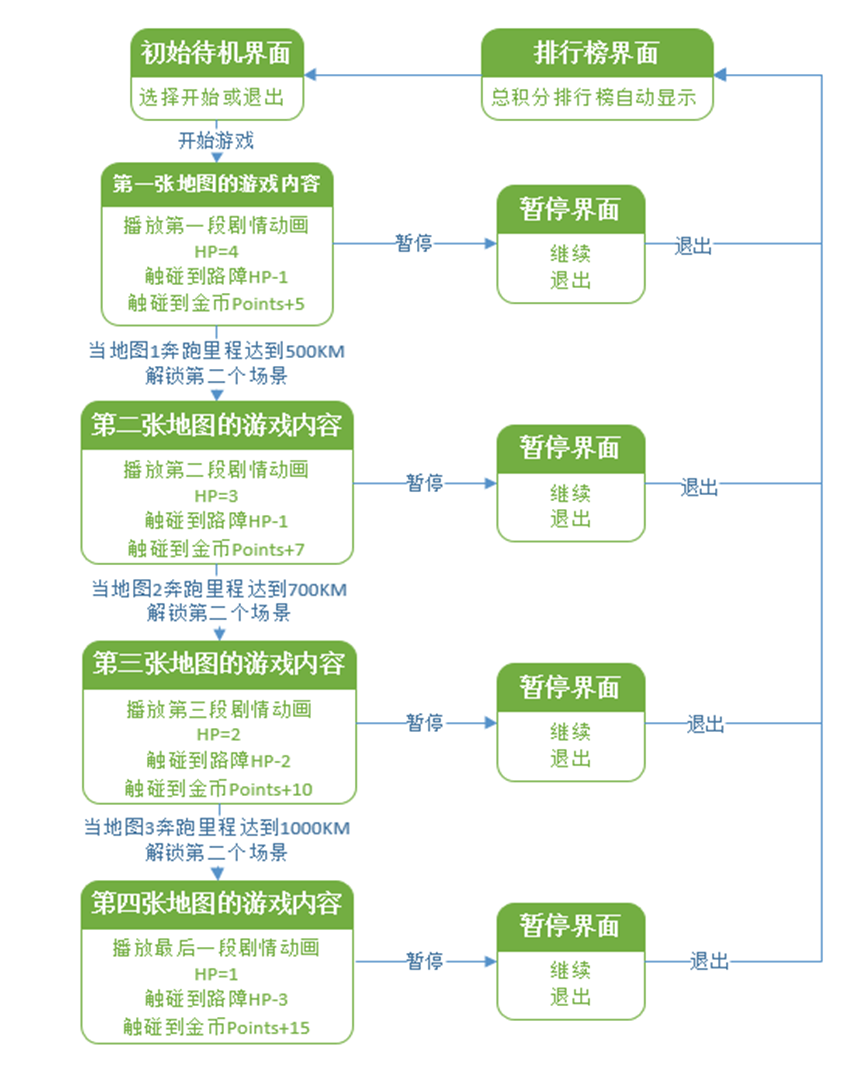 初始待机界面
选择开始或退出
排行榜界面
总积分排行榜自动显示
开始游戏
第一张地图的游戏内容
播放第一段剧情动画
HP=4
触碰到路障HP-1
触碰到金币Points+5
暂停
暂停界面
继续
退出
退出
当地图1奔跑里程达到500KM
解锁第二个场景
第二张地图的游戏内容
播放第二段剧情动画
HP=3
触碰到路障HP-1
触碰到金币Points+7
暂停
暂停界面
继续
退出
退出
当地图2奔跑里程达到700KM
解锁第二个场景
第三张地图的游戏内容
播放第三段剧情动画
HP=2
触碰到路障HP-2
触碰到金币Points+10
暂停
暂停界面
继续
退出
退出
当地图3奔跑里程达到1000KM
解锁第二个场景
第四张地图的游戏内容
播放最后一段剧情动画
HP=1
触碰到路障HP-3
触碰到金币Points+15
暂停
暂停界面
继续
退出
退出